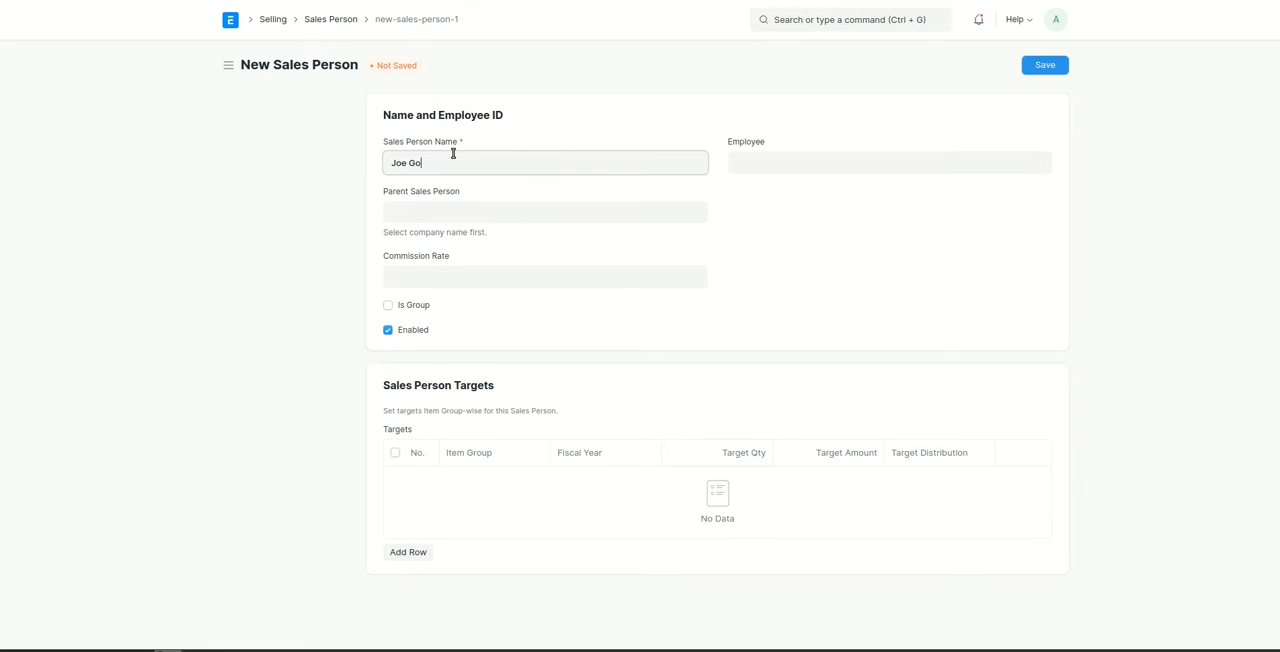 E Selling Sales Person new-sales-person-1 Search or type a command (Ctrl + G) Help A
New Sales Person • Not Saved Save
Name and Employee ID
Sales Person Name * Employee
Joe Go
Parent Sales Person
Select company name first.
Commission Rate
Is Group
Enabled
Sales Person Targets
Set targets Item Group-wise for this Sales Person.
Targets
No. Item Group Fiscal Year Target Qty Target Amount Target Distribution
No Data
Add Row